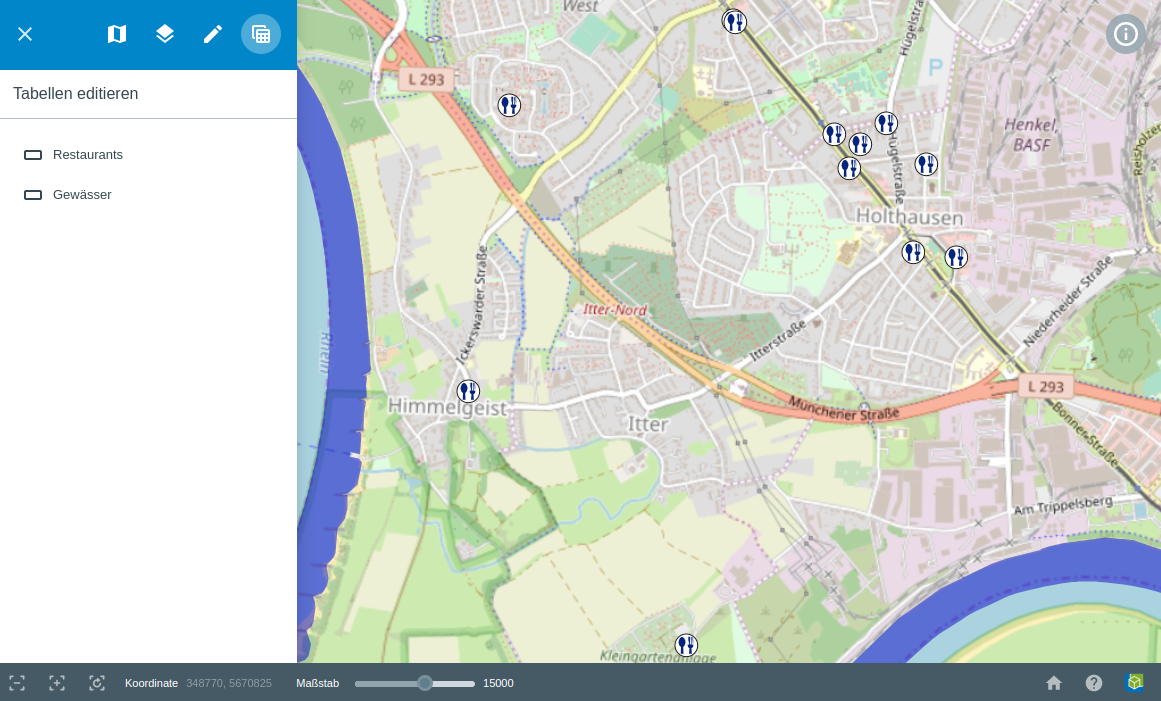 Tabellen editieren
Restaurants
Gewässer
West
Hügelstra
L 293
P
Henkel,
BASF
Reisholzer
Hügelstraße
Holthausen
Ickerswarder Straße
Itter-Nord
Niederheider Straße
Rhein
Itterstraße
L 293
Himmelgeist
Münchener Straße
Itter
Bonner-Straße
Am Trippelsberg
Kleingartenanlage
Koordinate 348770, 5670825 Maßstab 15000